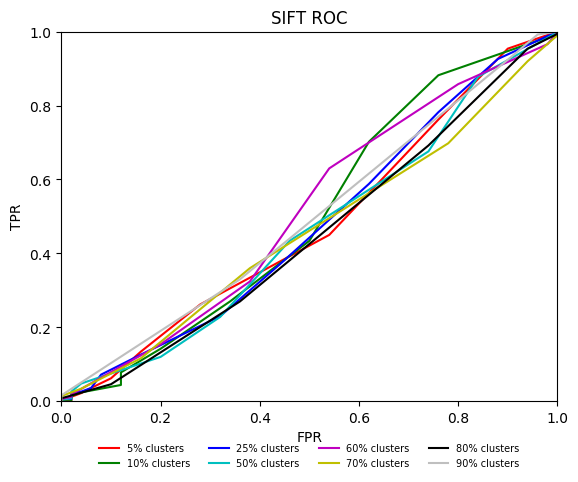 SIFT ROC
TPR
1.0
0.8
0.6
0.4
0.2
0.0
0.0 0.2 0.4 0.6 0.8 1.0
FPR
5% clusters 25% clusters 60% clusters 80% clusters
10% clusters 50% clusters 70% clusters 90% clusters